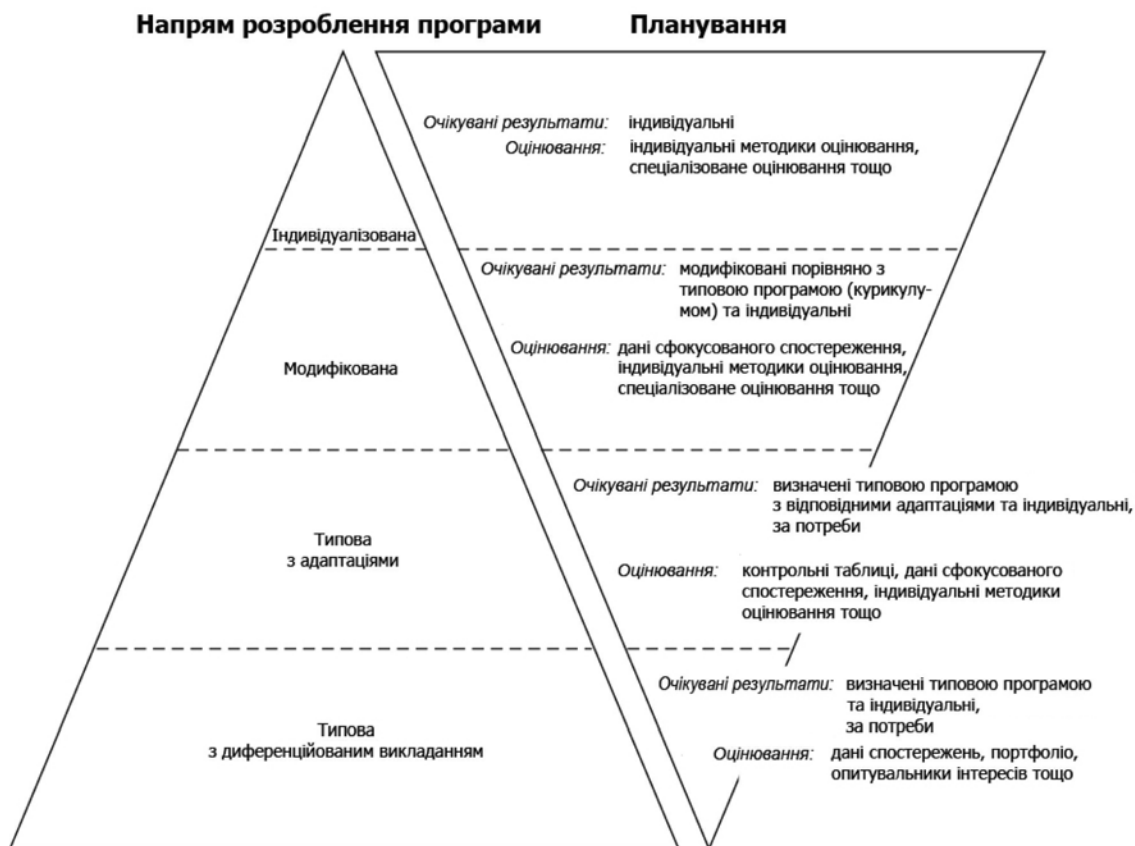 Напрям розроблення програми
Планування
Очікувані результати: індивідуальні
Оцінювання: індивідуальні методики оцінювання,
спеціалізоване оцінювання тощо
Індивідуалізована
Очікувані результати: модифіковані порівняно з
типовою програмою (курикулу-
мом) та індивідуальні
Оцінювання: дані сфокусованого спостереження,
індивідуальні методики оцінювання,
спеціалізоване оцінювання тощо
Модифікована
Очікувані результати: визначені типовою програмою
з відповідними адаптаціями та індивідуальні,
за потреби
Типова
з адаптаціями
Оцінювання: контрольні таблиці, дані сфокусованого
спостереження, індивідуальні методики
оцінювання тощо
Очікувані результати: визначені типовою програмою
та індивідуальні,
за потреби
Типова
з диференційованим викладанням
Оцінювання: дані спостережень, портфоліо,
опитувальники інтересів тощо